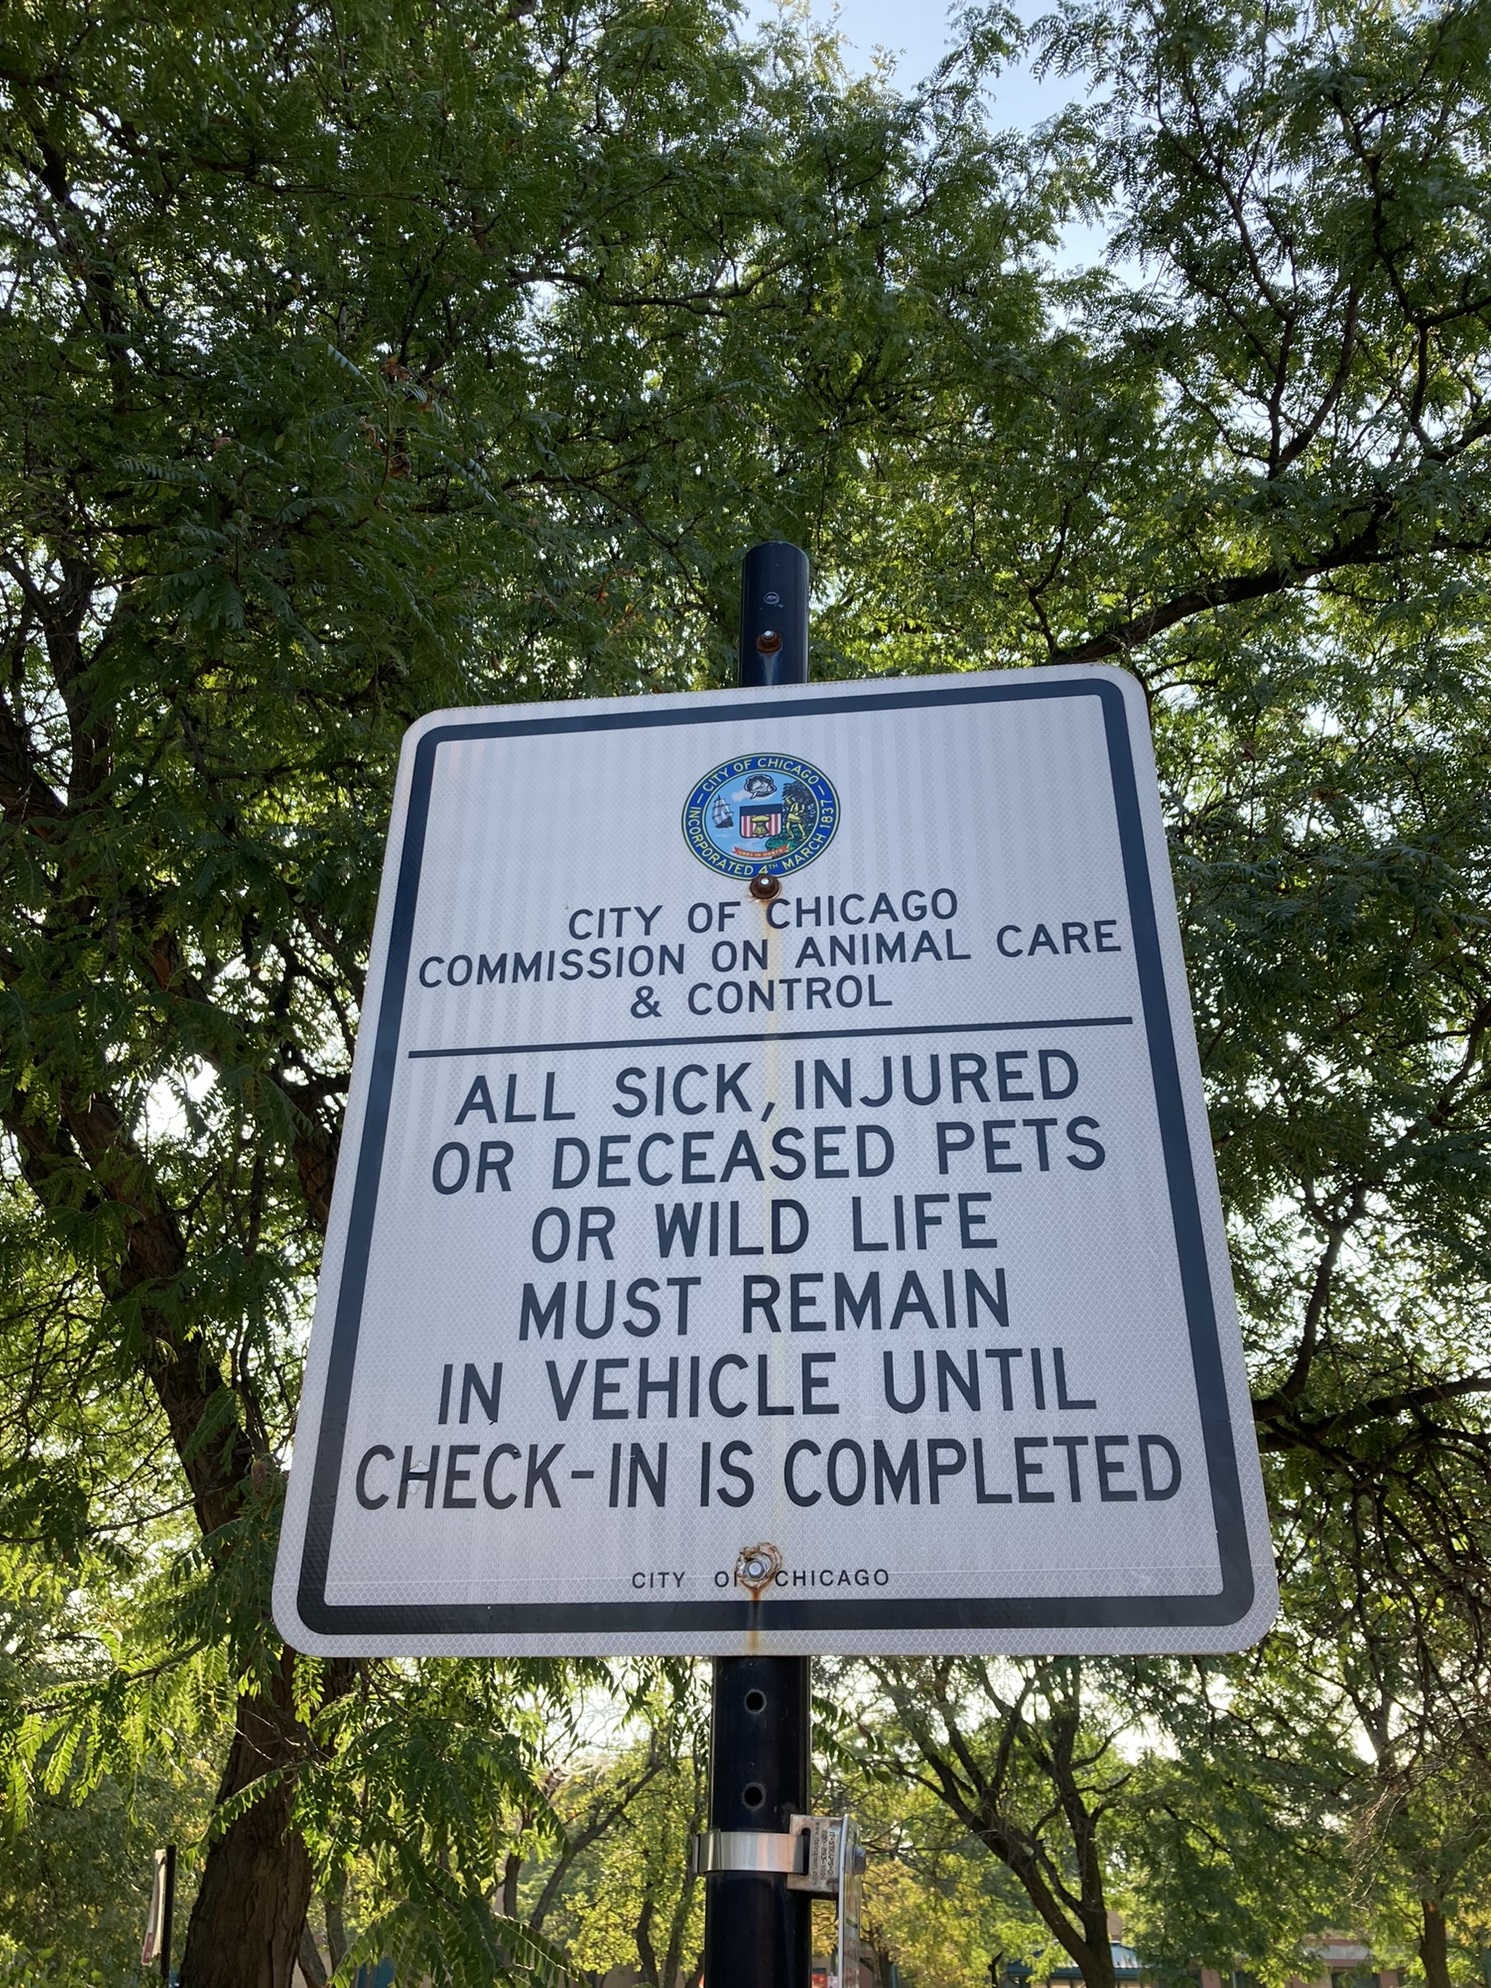 CITY OF CHICAGO
INCORPORATED 4TH MARCH 1837
CITY OF CHICAGO
COMMISSION ON ANIMAL CARE
& CONTROL
ALL SICK, INJURED
OR DECEASED PETS
OR WILD LIFE
MUST REMAIN
IN VEHICLE UNTIL
CHECK-IN IS COMPLETED
CITY OF CHICAGO